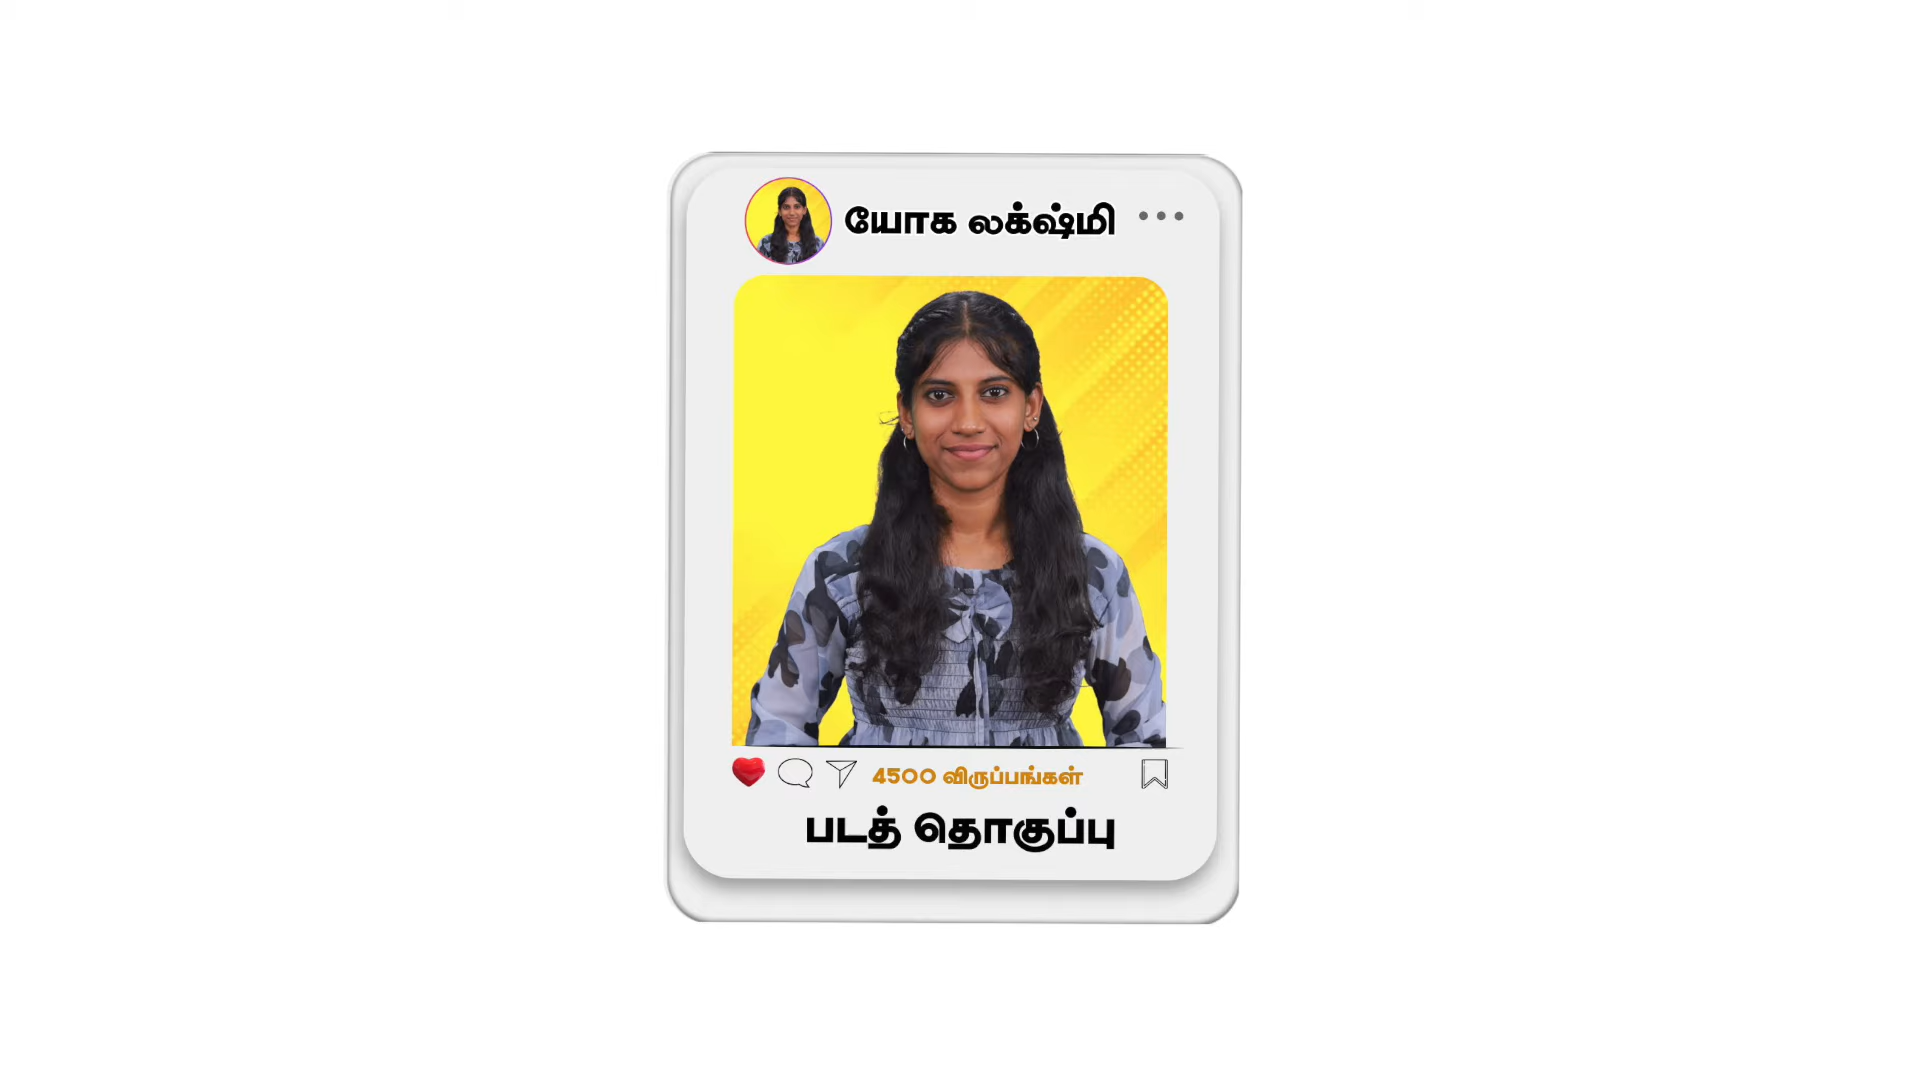 யோக லக்ஷ்மி
4500 விருப்பங்கள்
படத் தொகுப்பு